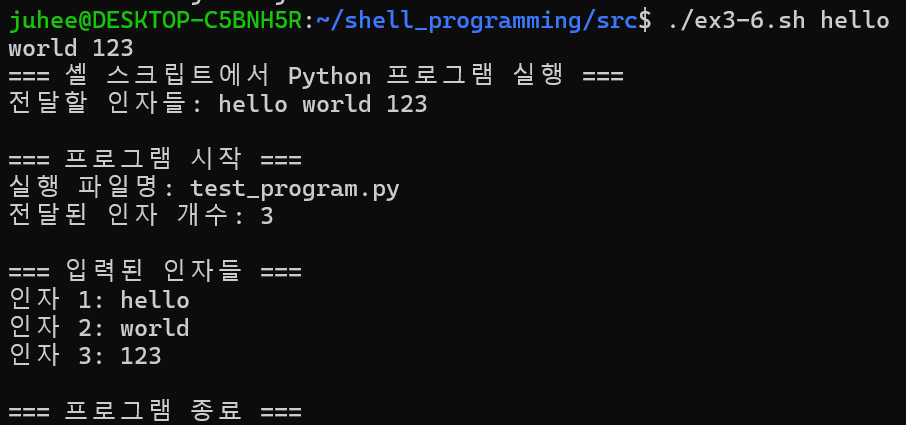 juhee@DESKTOP-C5BNH5R:~/shell_programming/src$ ./ex3-6.sh hello
world 123
=== 셸 스크립트에서 Python 프로그램 실행 ===
전달할 인자들: hello world 123
=== 프로그램 시작 ===
실행 파일명: test_program.py
전달된 인자 개수: 3
=== 입력된 인자들 ===
인자 1: hello
인자 2: world
인자 3: 123
=== 프로그램 종료 ===